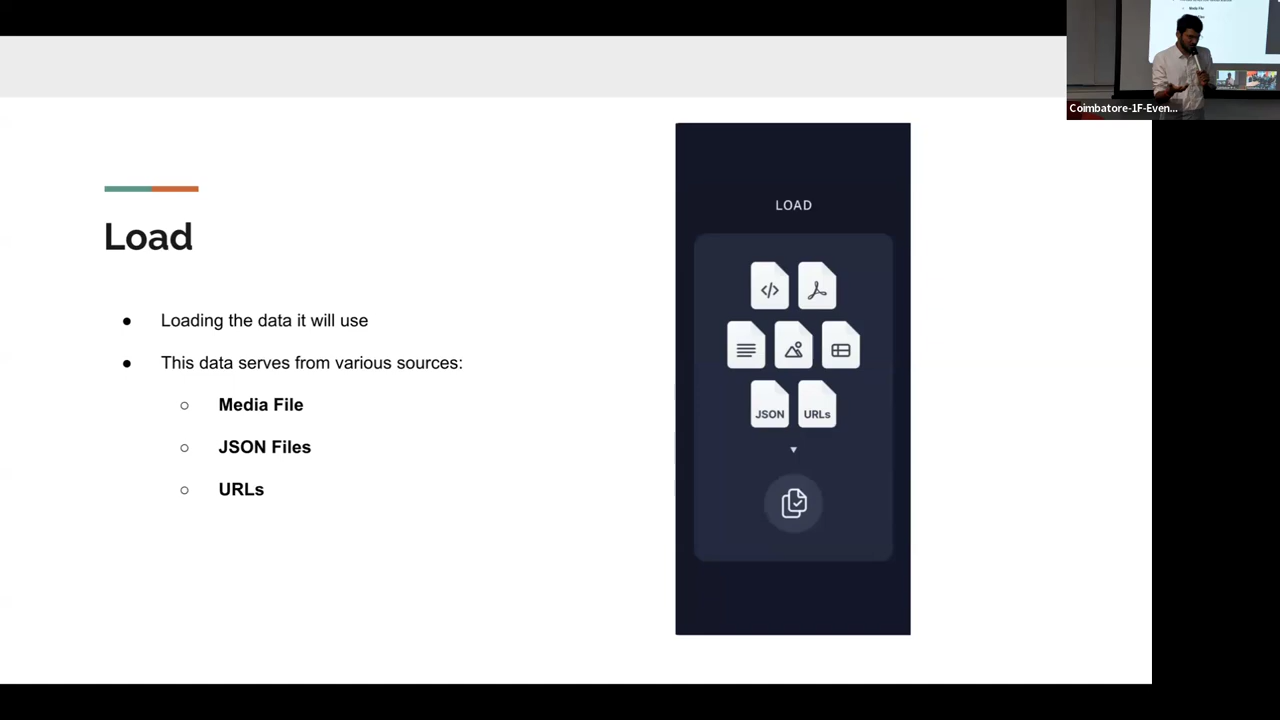 Coimbatore-1F-Even...
Load
Loading the data it will use
This data serves from various sources:
Media File
JSON Files
URLs
LOAD
</>
JSON URLs